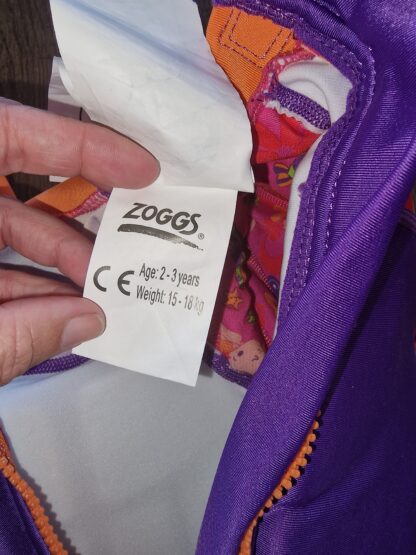 ZOGGS
CE
Age: 2 - 3 years
Weight: 15 - 18 kg